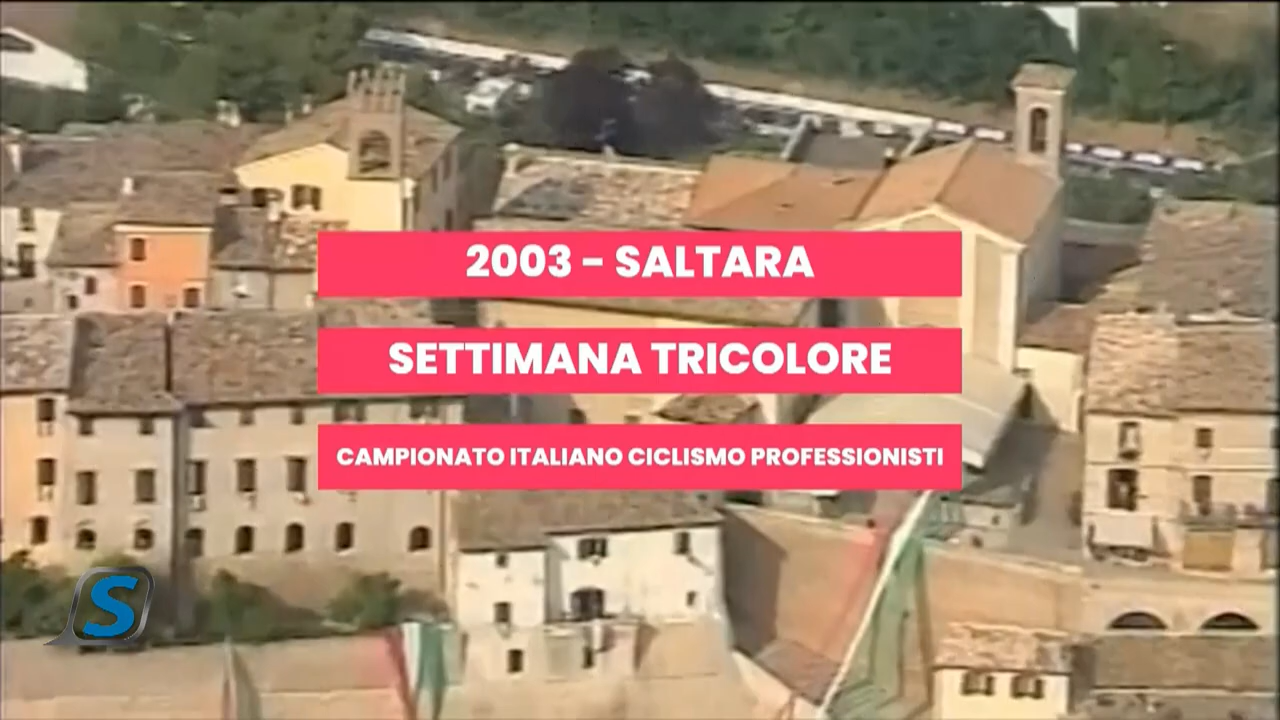 2003 - SALTARA
SETTIMANA TRICOLORE
CAMPIONATO ITALIANO CICLISMO PROFESSIONISTI
S